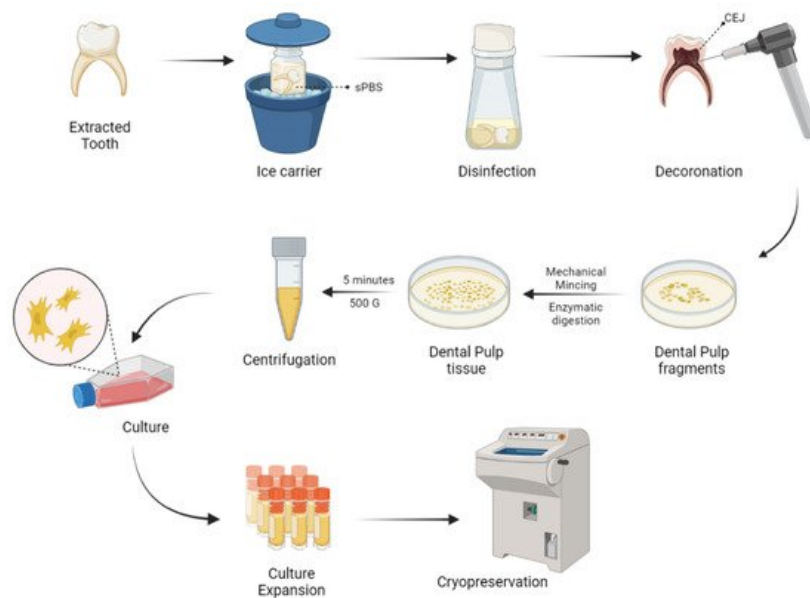 CEJ
sPBS
Extracted
Tooth
Ice carrier
Disinfection
Decoronation
5 minutes
500 G
Mechanical
Mincing
Enzymatic
digestion
Centrifugation
Dental Pulp
tissue
Dental Pulp
fragments
Culture
Culture
Expansion
Cryopreservation